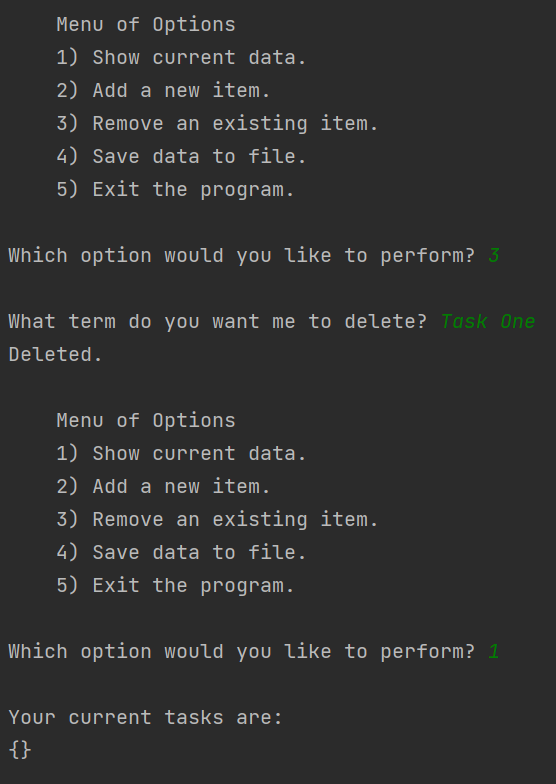 Menu of Options
1) Show current data.
2) Add a new item.
3) Remove an existing item.
4) Save data to file.
5) Exit the program.
Which option would you like to perform? 3
What term do you want me to delete? Task One
Deleted.
Menu of Options
1) Show current data.
2) Add a new item.
3) Remove an existing item.
4) Save data to file.
5) Exit the program.
Which option would you like to perform? 1
Your current tasks are:
{}